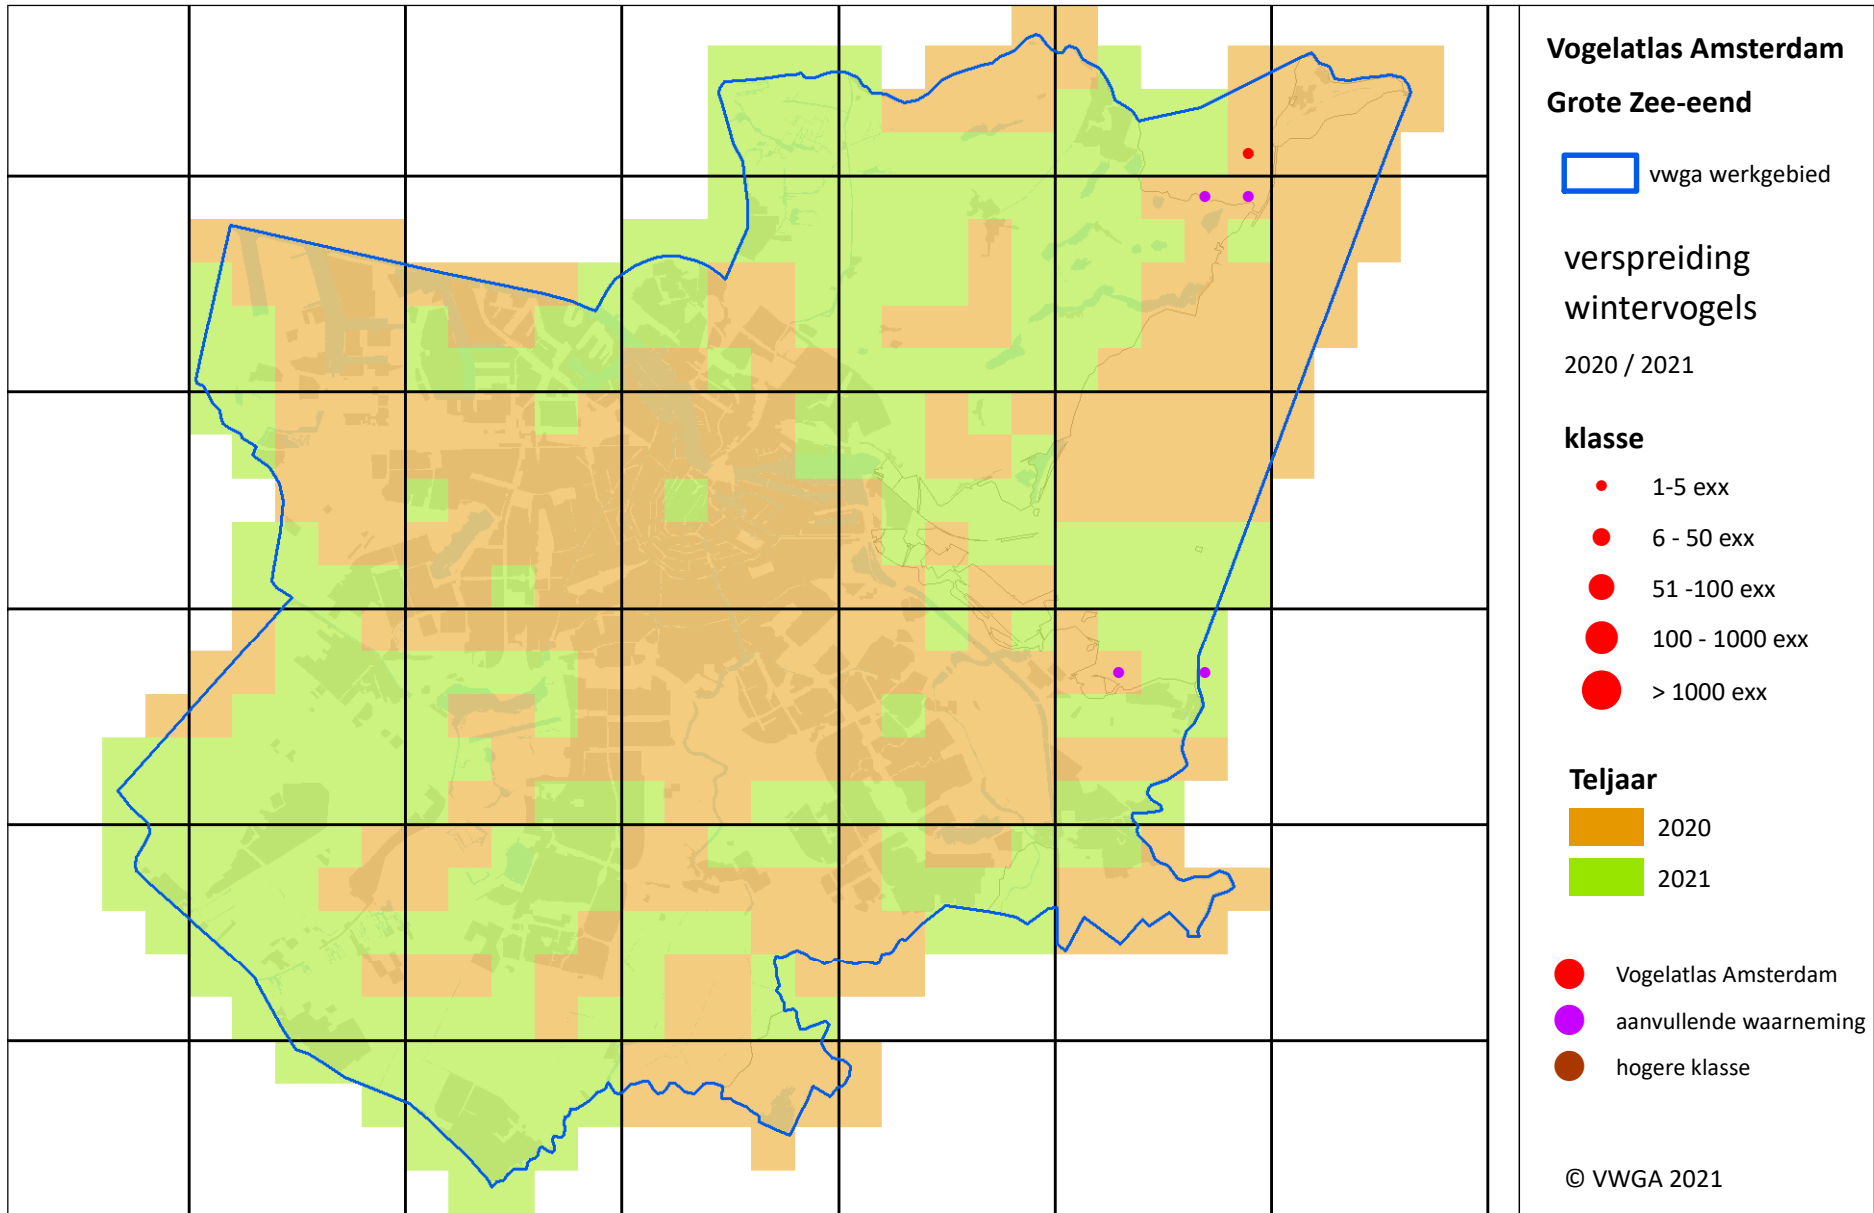 Vogelatlas Amsterdam
Grote Zee-eend
vwga werkgebied
verspreiding
wintervogels
2020 / 2021
klasse
1-5 exx
6 - 50 exx
51 -100 exx
100 - 1000 exx
> 1000 exx
Teljaar
2020
2021
Vogelatlas Amsterdam
aanvullende waarneming
hogere klasse
© VWGA 2021